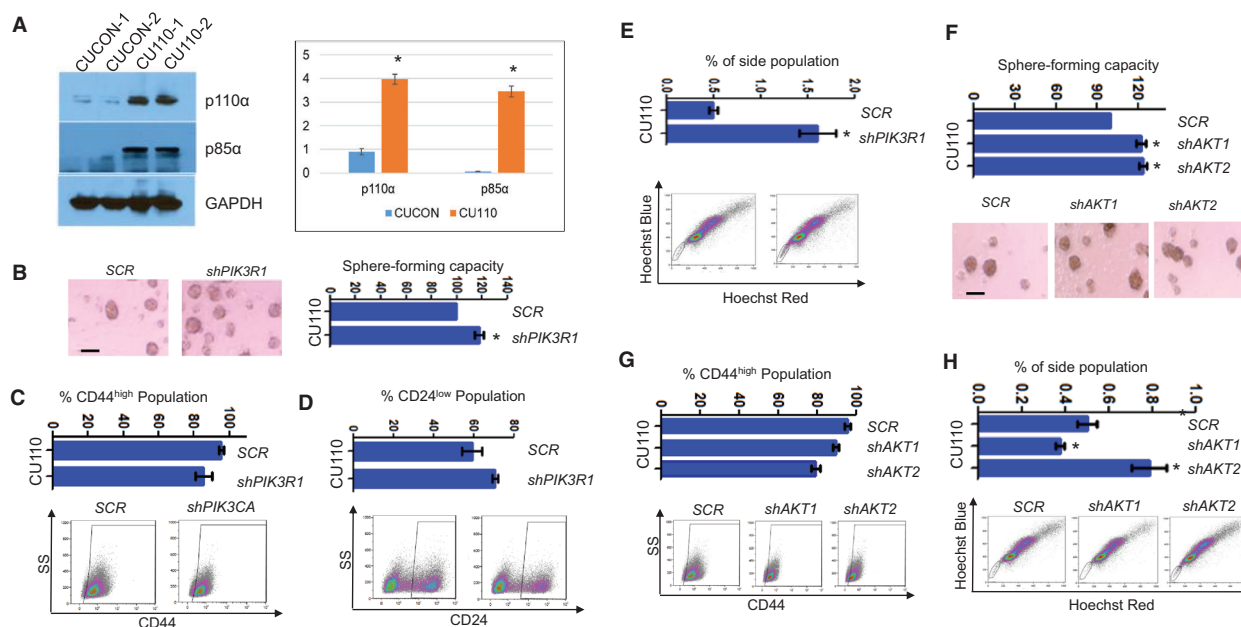 A
CUCON-1
CUCON-2
CU110-1
CU110-2
p110α
p85α
GAPDH
5
4
3
2
1
0
*
*
p110α
p85α
CUCON
CU110
B
SCR
shPIK3R1
Sphere-forming capacity
0 20 40 60 80 100 120 140
CU110
SCR
* shPIK3R1
C
% CD44high Population
0 20 40 60 80 100
CU110
SCR
shPIK3R1
SCR
shPIK3CA
SS
CD44
D
% CD24low Population
0 20 40 60 80
CU110
SCR
shPIK3R1
SS
CD24
E
% of side population
0.0 0.5 1.0 1.5 2.0
CU110
SCR
* shPIK3R1
Hoechst Blue
Hoechst Red
F
Sphere-forming capacity
0 30 60 90 120
CU110
SCR
* shAKT1
* shAKT2
SCR
shAKT1
shAKT2
G
% CD44high Population
0 20 40 60 80 100
CU110
SCR
shAKT1
shAKT2
SCR
shAKT1
shAKT2
SS
CD44
H
% of side population
0.0 0.2 0.4 0.6 0.8 1.0
*
CU110
SCR
* shAKT1
* shAKT2
SCR
shAKT1
shAKT2
Hoechst Blue
Hoechst Red